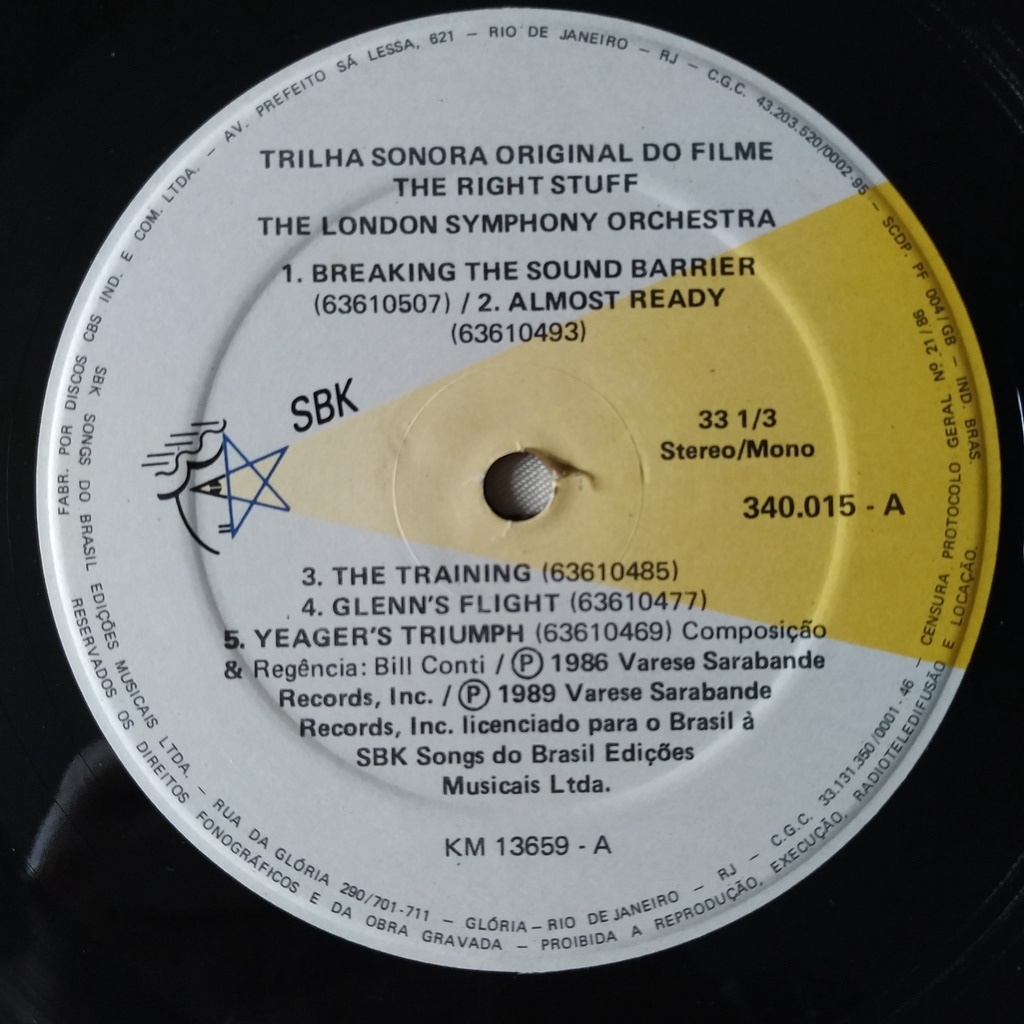 TRILHA SONORA ORIGINAL DO FILME
THE RIGHT STUFF
THE LONDON SYMPHONY ORCHESTRA
1. BREAKING THE SOUND BARRIER
(63610507) / 2. ALMOST READY
(63610493)
SBK
33 1/3
Stereo/Mono
340.015 - A
3. THE TRAINING (63610485)
4. GLENN'S FLIGHT (63610477)
5. YEAGER'S TRIUMPH (63610469) Composição
& Regência: Bill Conti / Ⓟ 1986 Varese Sarabande
Records, Inc. / Ⓟ 1989 Varese Sarabande
Records, Inc. licenciado para o Brasil à
SBK Songs do Brasil Edições
Musicais Ltda.
KM 13659 - A
FABR. POR DISCOS CBS IND. E COM. LTDA. - AV. PREFEITO SÁ LESSA, 621 - RIO DE JANEIRO - RJ - C.G.C. 43.203.520/0002-95 - SCDP. PF 004/BG - IND. BRAS.
SBK SONGS DO BRASIL EDIÇÕES MUSICAIS LTDA. - RUA DA GLÓRIA 290/701-711 - GLÓRIA - RIO DE JANEIRO - RJ - C.G.C. 33.131.350/0001-46 - CENSURA PROTOCOLO GERAL Nº 21/86
RESERVADOS OS DIREITOS FONOGRÁFICOS E DA OBRA GRAVADA - PROIBIDA A REPRODUÇÃO, EXECUÇÃO, RADIOTELEDIFUSÃO E LOCAÇÃO.